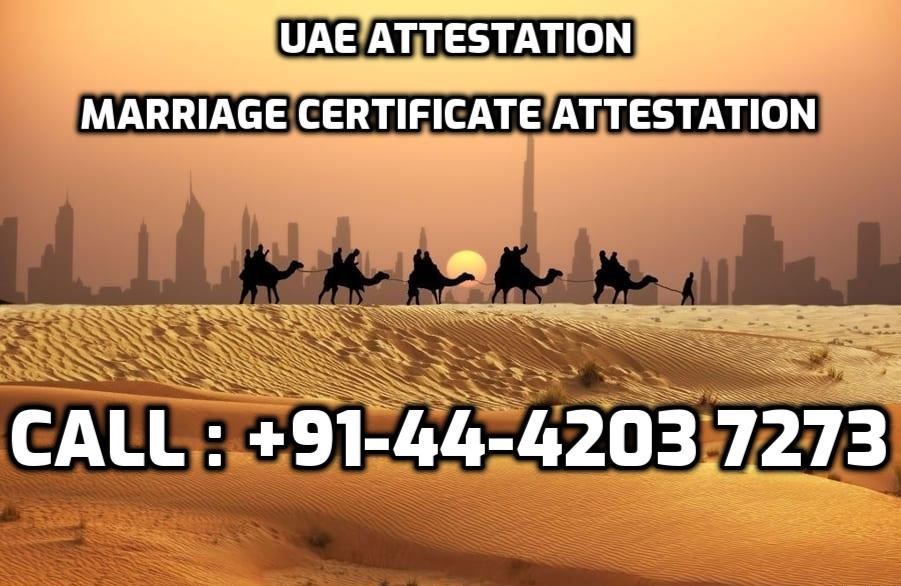 UAE ATTESTATION
MARRIAGE CERTIFICATE ATTESTATION
CALL : +91-44-4203 7273